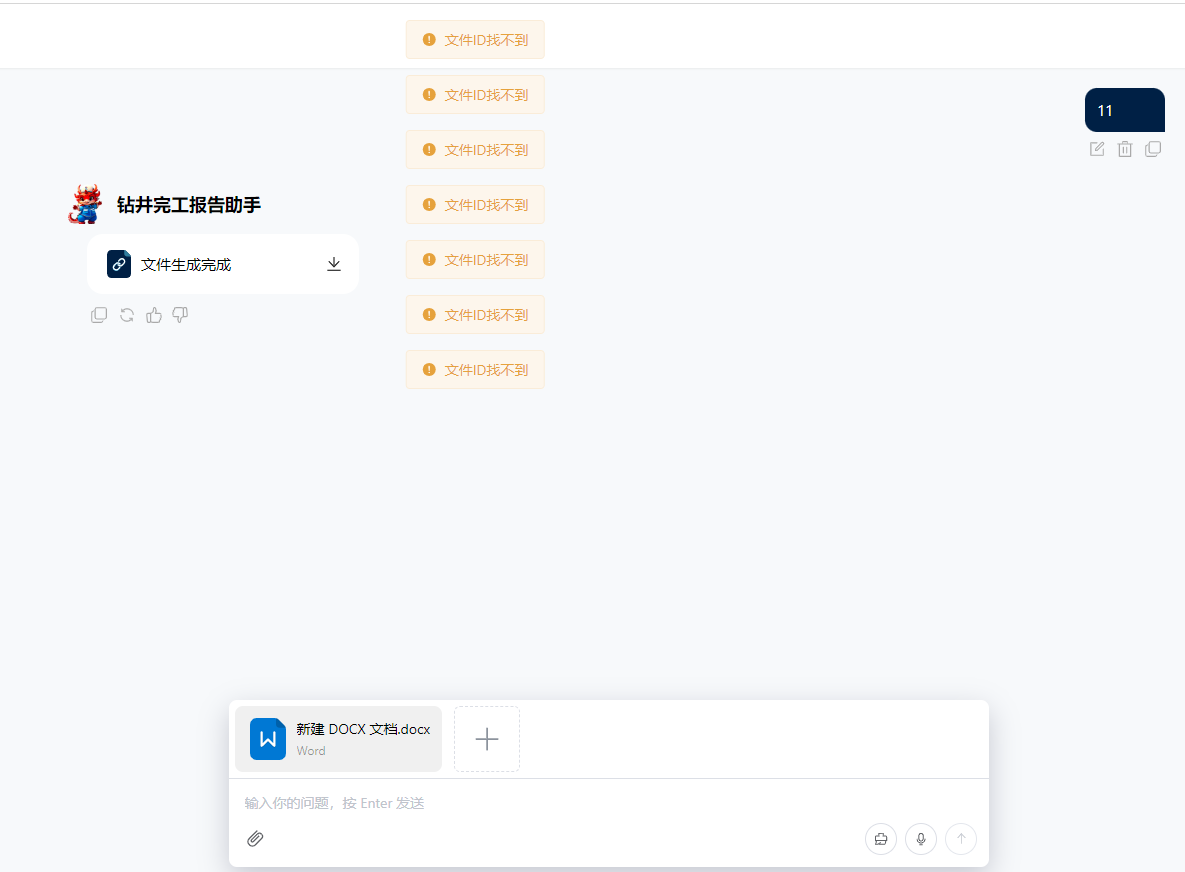 文件ID找不到
文件ID找不到
文件ID找不到
文件ID找不到
文件ID找不到
文件ID找不到
文件ID找不到
11
钻井完工报告助手
文件生成完成
新建 DOCX 文档.docx
Word
输入你的问题，按 Enter 发送